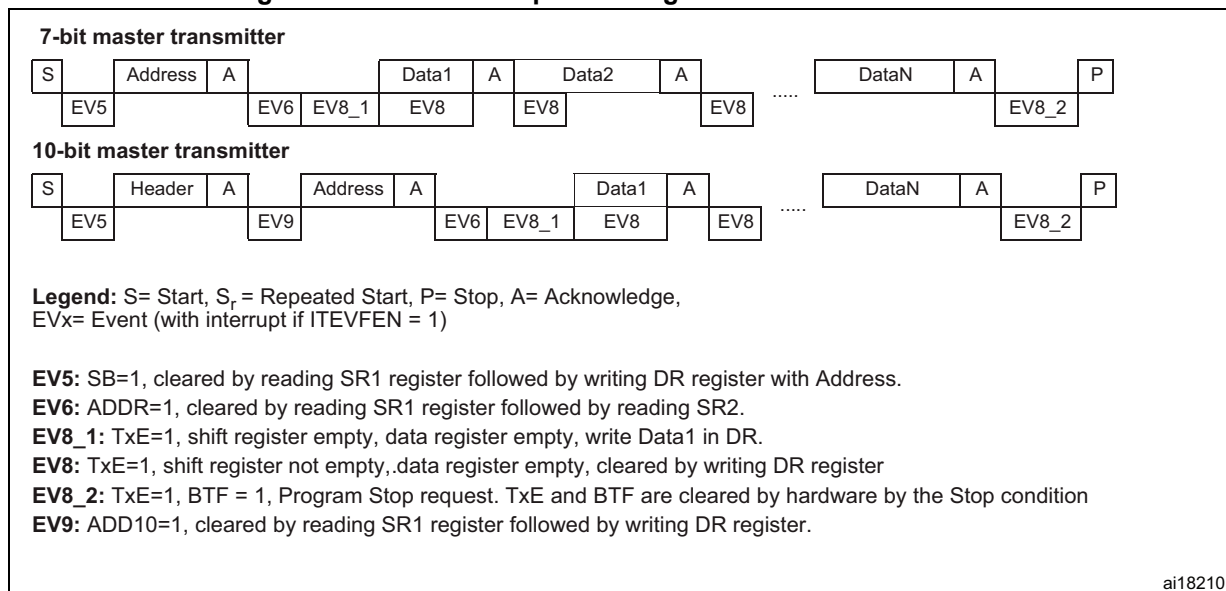 7-bit master transmitter
S Address A Data1 A Data2 A ..... DataN A P
EV5 EV6 EV8_1 EV8 EV8 EV8 EV8_2
10-bit master transmitter
S Header A Address A Data1 A ..... DataN A P
EV5 EV9 EV6 EV8_1 EV8 EV8 EV8_2
Legend: S= Start, Sr = Repeated Start, P= Stop, A= Acknowledge,
EVx= Event (with interrupt if ITEVFEN = 1)
EV5: SB=1, cleared by reading SR1 register followed by writing DR register with Address.
EV6: ADDR=1, cleared by reading SR1 register followed by reading SR2.
EV8_1: TxE=1, shift register empty, data register empty, write Data1 in DR.
EV8: TxE=1, shift register not empty,.data register empty, cleared by writing DR register
EV8_2: TxE=1, BTF = 1, Program Stop request. TxE and BTF are cleared by hardware by the Stop condition
EV9: ADD10=1, cleared by reading SR1 register followed by writing DR register.
ai18210